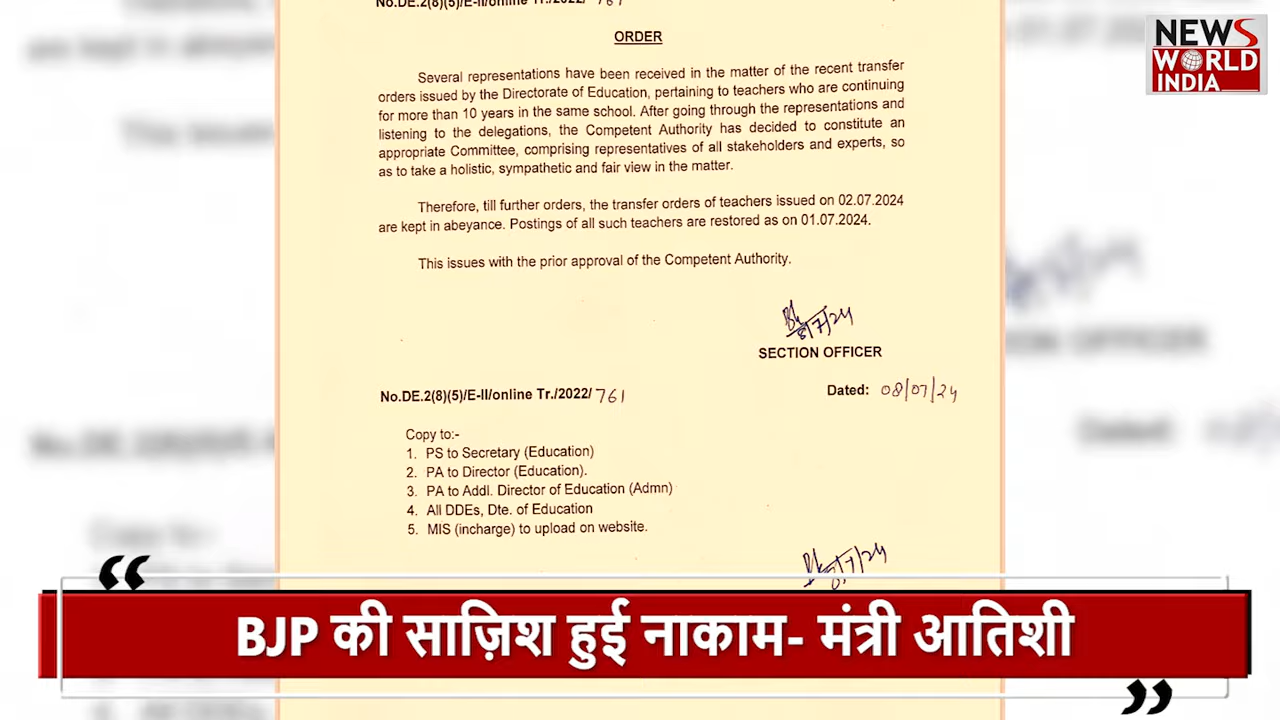 No.DE.2(8)(5)/E-II/online Tr./2022/ 761
ORDER
Several representations have been received in the matter of the recent transfer
orders issued by the Directorate of Education, pertaining to teachers who are continuing
for more than 10 years in the same school. After going through the representations and
listening to the delegations, the Competent Authority has decided to constitute an
appropriate Committee, comprising representatives of all stakeholders and experts, so
as to take a holistic, sympathetic and fair view in the matter.
Therefore, till further orders, the transfer orders of teachers issued on 02.07.2024
are kept in abeyance. Postings of all such teachers are restored as on 01.07.2024.
This issues with the prior approval of the Competent Authority.
8/7/24
SECTION OFFICER
No.DE.2(8)(5)/E-II/online Tr./2022/ 761
Dated: 08/07/24
Copy to:-
1. PS to Secretary (Education)
2. PA to Director (Education).
3. PA to Addl. Director of Education (Admn)
4. All DDEs, Dte. of Education
5. MIS (incharge) to upload on website.
NEWS
WORLD
INDIA
“
BJP की साज़िश हुई नाकाम- मंत्री आतिशी
”